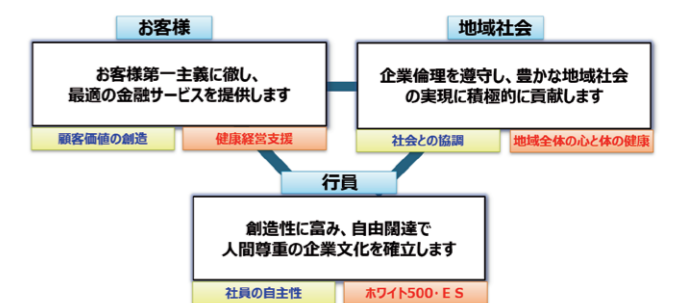 お客様
お客様第一主義に徹し、
最適の金融サービスを提供します
顧客価値の創造
健康経営支援
地域社会
企業倫理を遵守し、豊かな地域社会
の実現に積極的に貢献します
社会との協調
地域全体の心と体の健康
行員
創造性に富み、自由闊達で
人間尊重の企業文化を確立します
社員の自主性
ホワイト500・ES